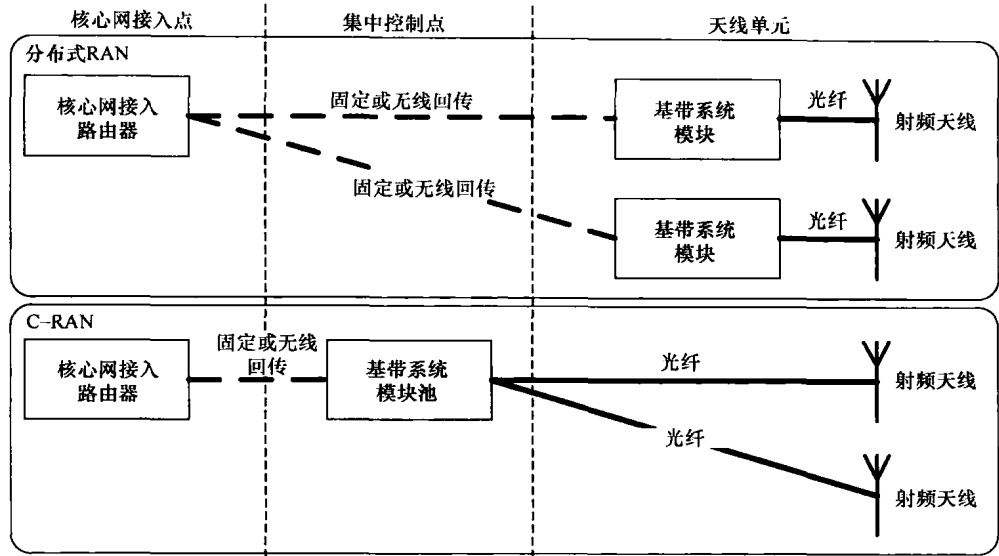 核心网接入点
集中控制点
天线单元
分布式RAN
核心网接入
路由器
固定或无线回传
基带系统
模块
光纤
射频天线
固定或无线回传
基带系统
模块
光纤
射频天线
C-RAN
核心网接入
路由器
固定或无线
回传
基带系统
模块池
光纤
射频天线
光纤
射频天线